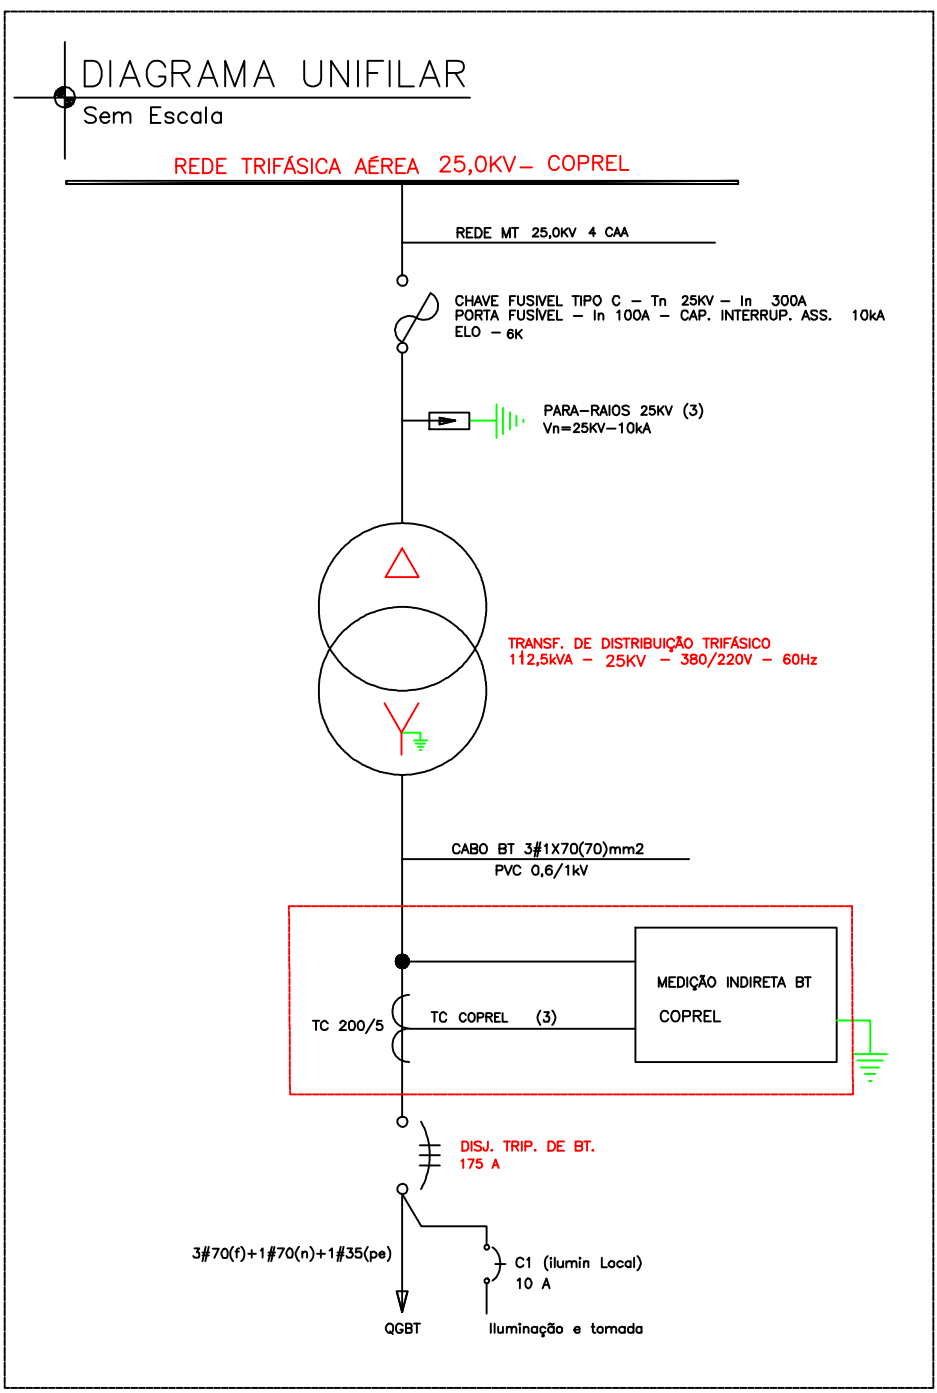 DIAGRAMA UNIFILAR
Sem Escala
REDE TRIFÁSICA AÉREA 25,0KV- COPREL
REDE MT 25,0KV 4 CAA
CHAVE FUSIVEL TIPO C - Tn 25KV - In 300A
PORTA FUSÍVEL - In 100A - CAP. INTERRUP. ASS. 10kA
ELO - 6K
PARA-RAIOS 25KV (3)
Vn=25KV-10kA
TRANSF. DE DISTRIBUIÇÃO TRIFÁSICO
112,5kVA - 25KV - 380/220V - 60Hz
CABO BT 3#1X70(70)mm2
PVC 0,6/1kV
MEDIÇÃO INDIRETA BT
COPREL
TC 200/5
TC COPREL (3)
DISJ. TRIP. DE BT.
175 A
3#70(f)+1#70(n)+1#35(pe)
C1 (ilumin Local)
10 A
QGBT
Iluminação e tomada